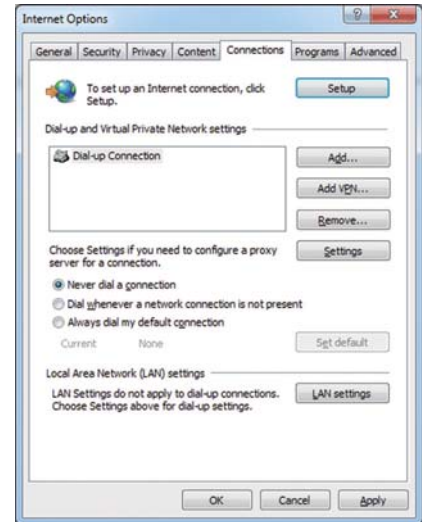 Internet Options
General Security Privacy Content Connections Programs Advanced
To set up an Internet connection, click
Setup.
Setup
Dial-up and Virtual Private Network settings
Dial-up Connection
Add...
Add VPN...
Remove...
Choose Settings if you need to configure a proxy
server for a connection.
Settings
Never dial a connection
Dial whenever a network connection is not present
Always dial my default connection
Current None
Set default
Local Area Network (LAN) settings
LAN Settings do not apply to dial-up connections.
Choose Settings above for dial-up settings.
LAN settings
OK Cancel Apply